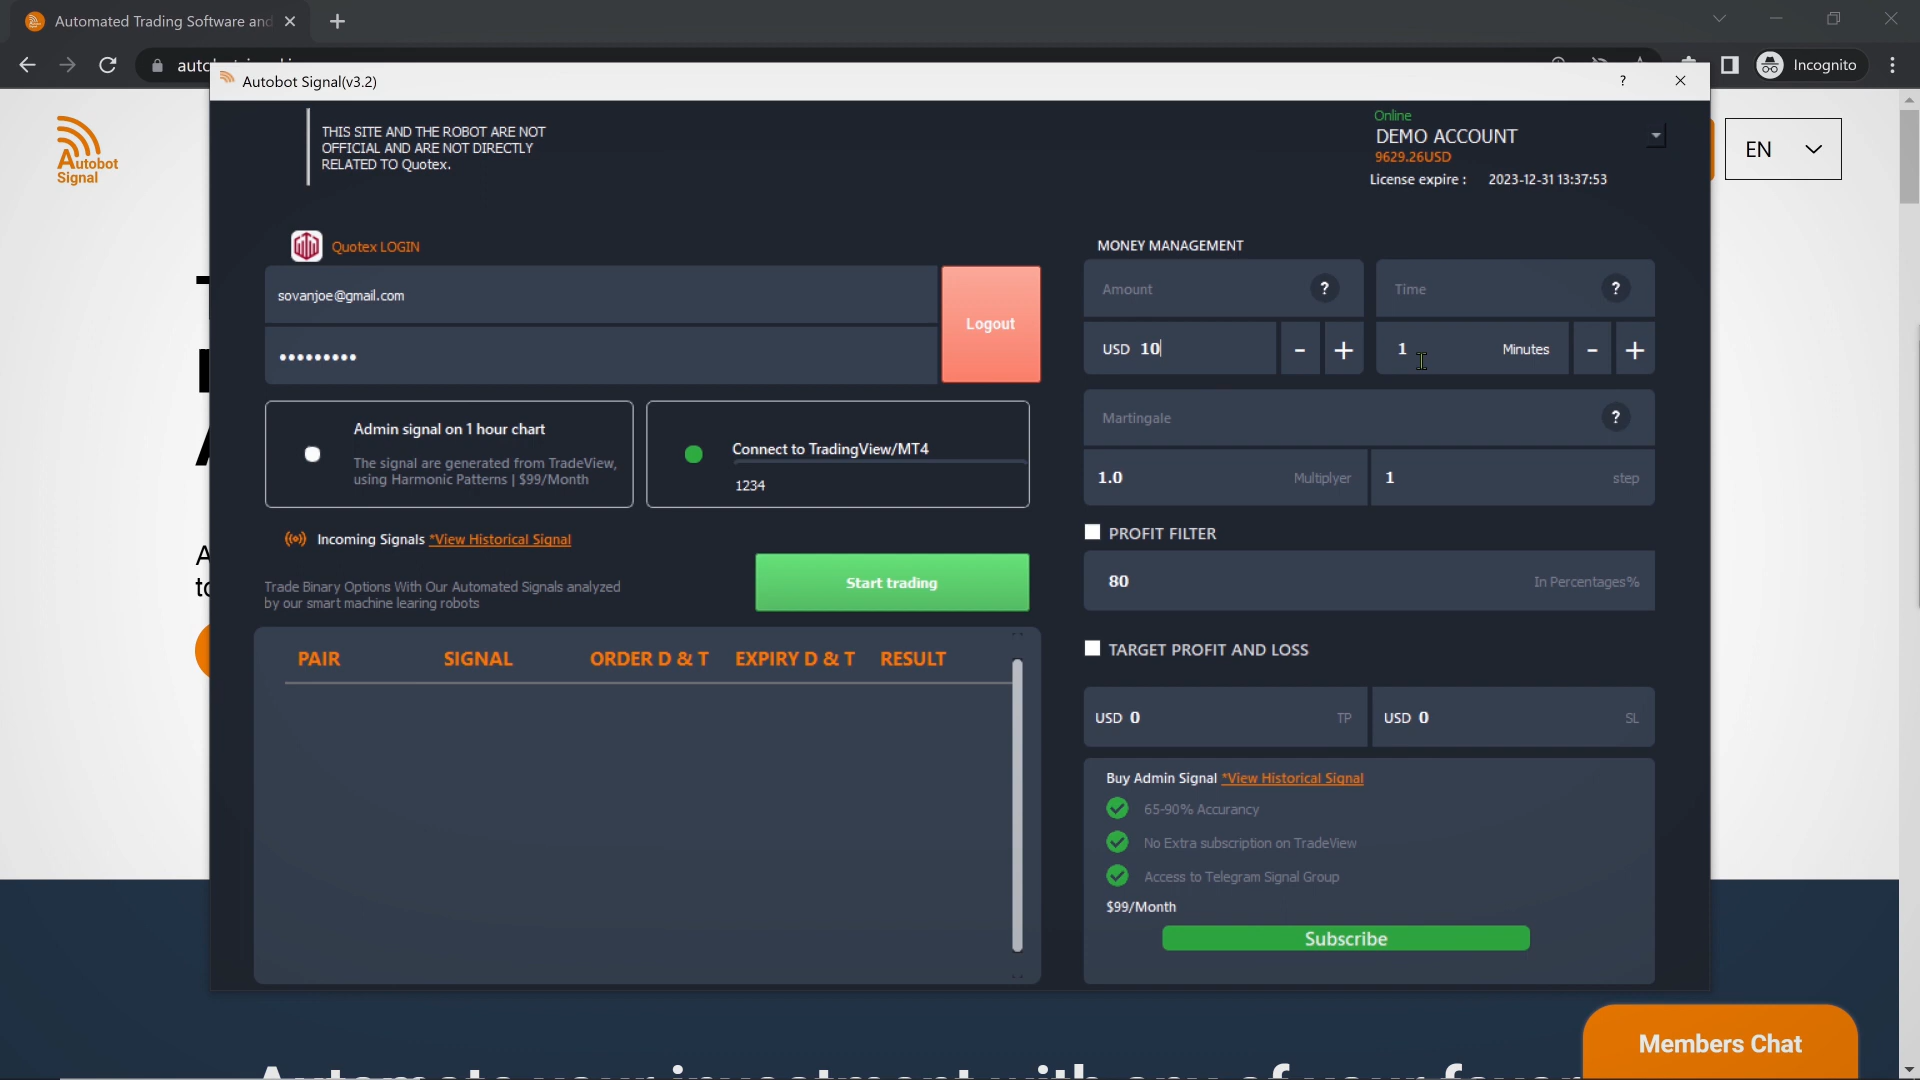 Automated Trading Software and
Incognito
Autobot Signal(v3.2)
?
Autobot
Signal
THIS SITE AND THE ROBOT ARE NOT
OFFICIAL AND ARE NOT DIRECTLY
RELATED TO Quotex.
Online
DEMO ACCOUNT
9629.26USD
License expire : 2023-12-31 13:37:53
EN
Quotex LOGIN
sovanjoe@gmail.com
•••••••••
Logout
MONEY MANAGEMENT
Amount ?
Time ?
USD 10 - +
1 Minutes - +
Martingale ?
1.0 Multiplyer
1 step
Admin signal on 1 hour chart
The signal are generated from TradeView,
using Harmonic Patterns | $99/Month
Connect to TradingView/MT4
1234
Incoming Signals *View Historical Signal
Trade Binary Options With Our Automated Signals analyzed
by our smart machine learing robots
Start trading
PROFIT FILTER
80 In Percentages%
PAIR SIGNAL ORDER D & T EXPIRY D & T RESULT
TARGET PROFIT AND LOSS
USD 0 TP
USD 0 SL
Buy Admin Signal *View Historical Signal
65-90% Accurancy
No Extra subscription on TradeView
Access to Telegram Signal Group
$99/Month
Subscribe
Members Chat